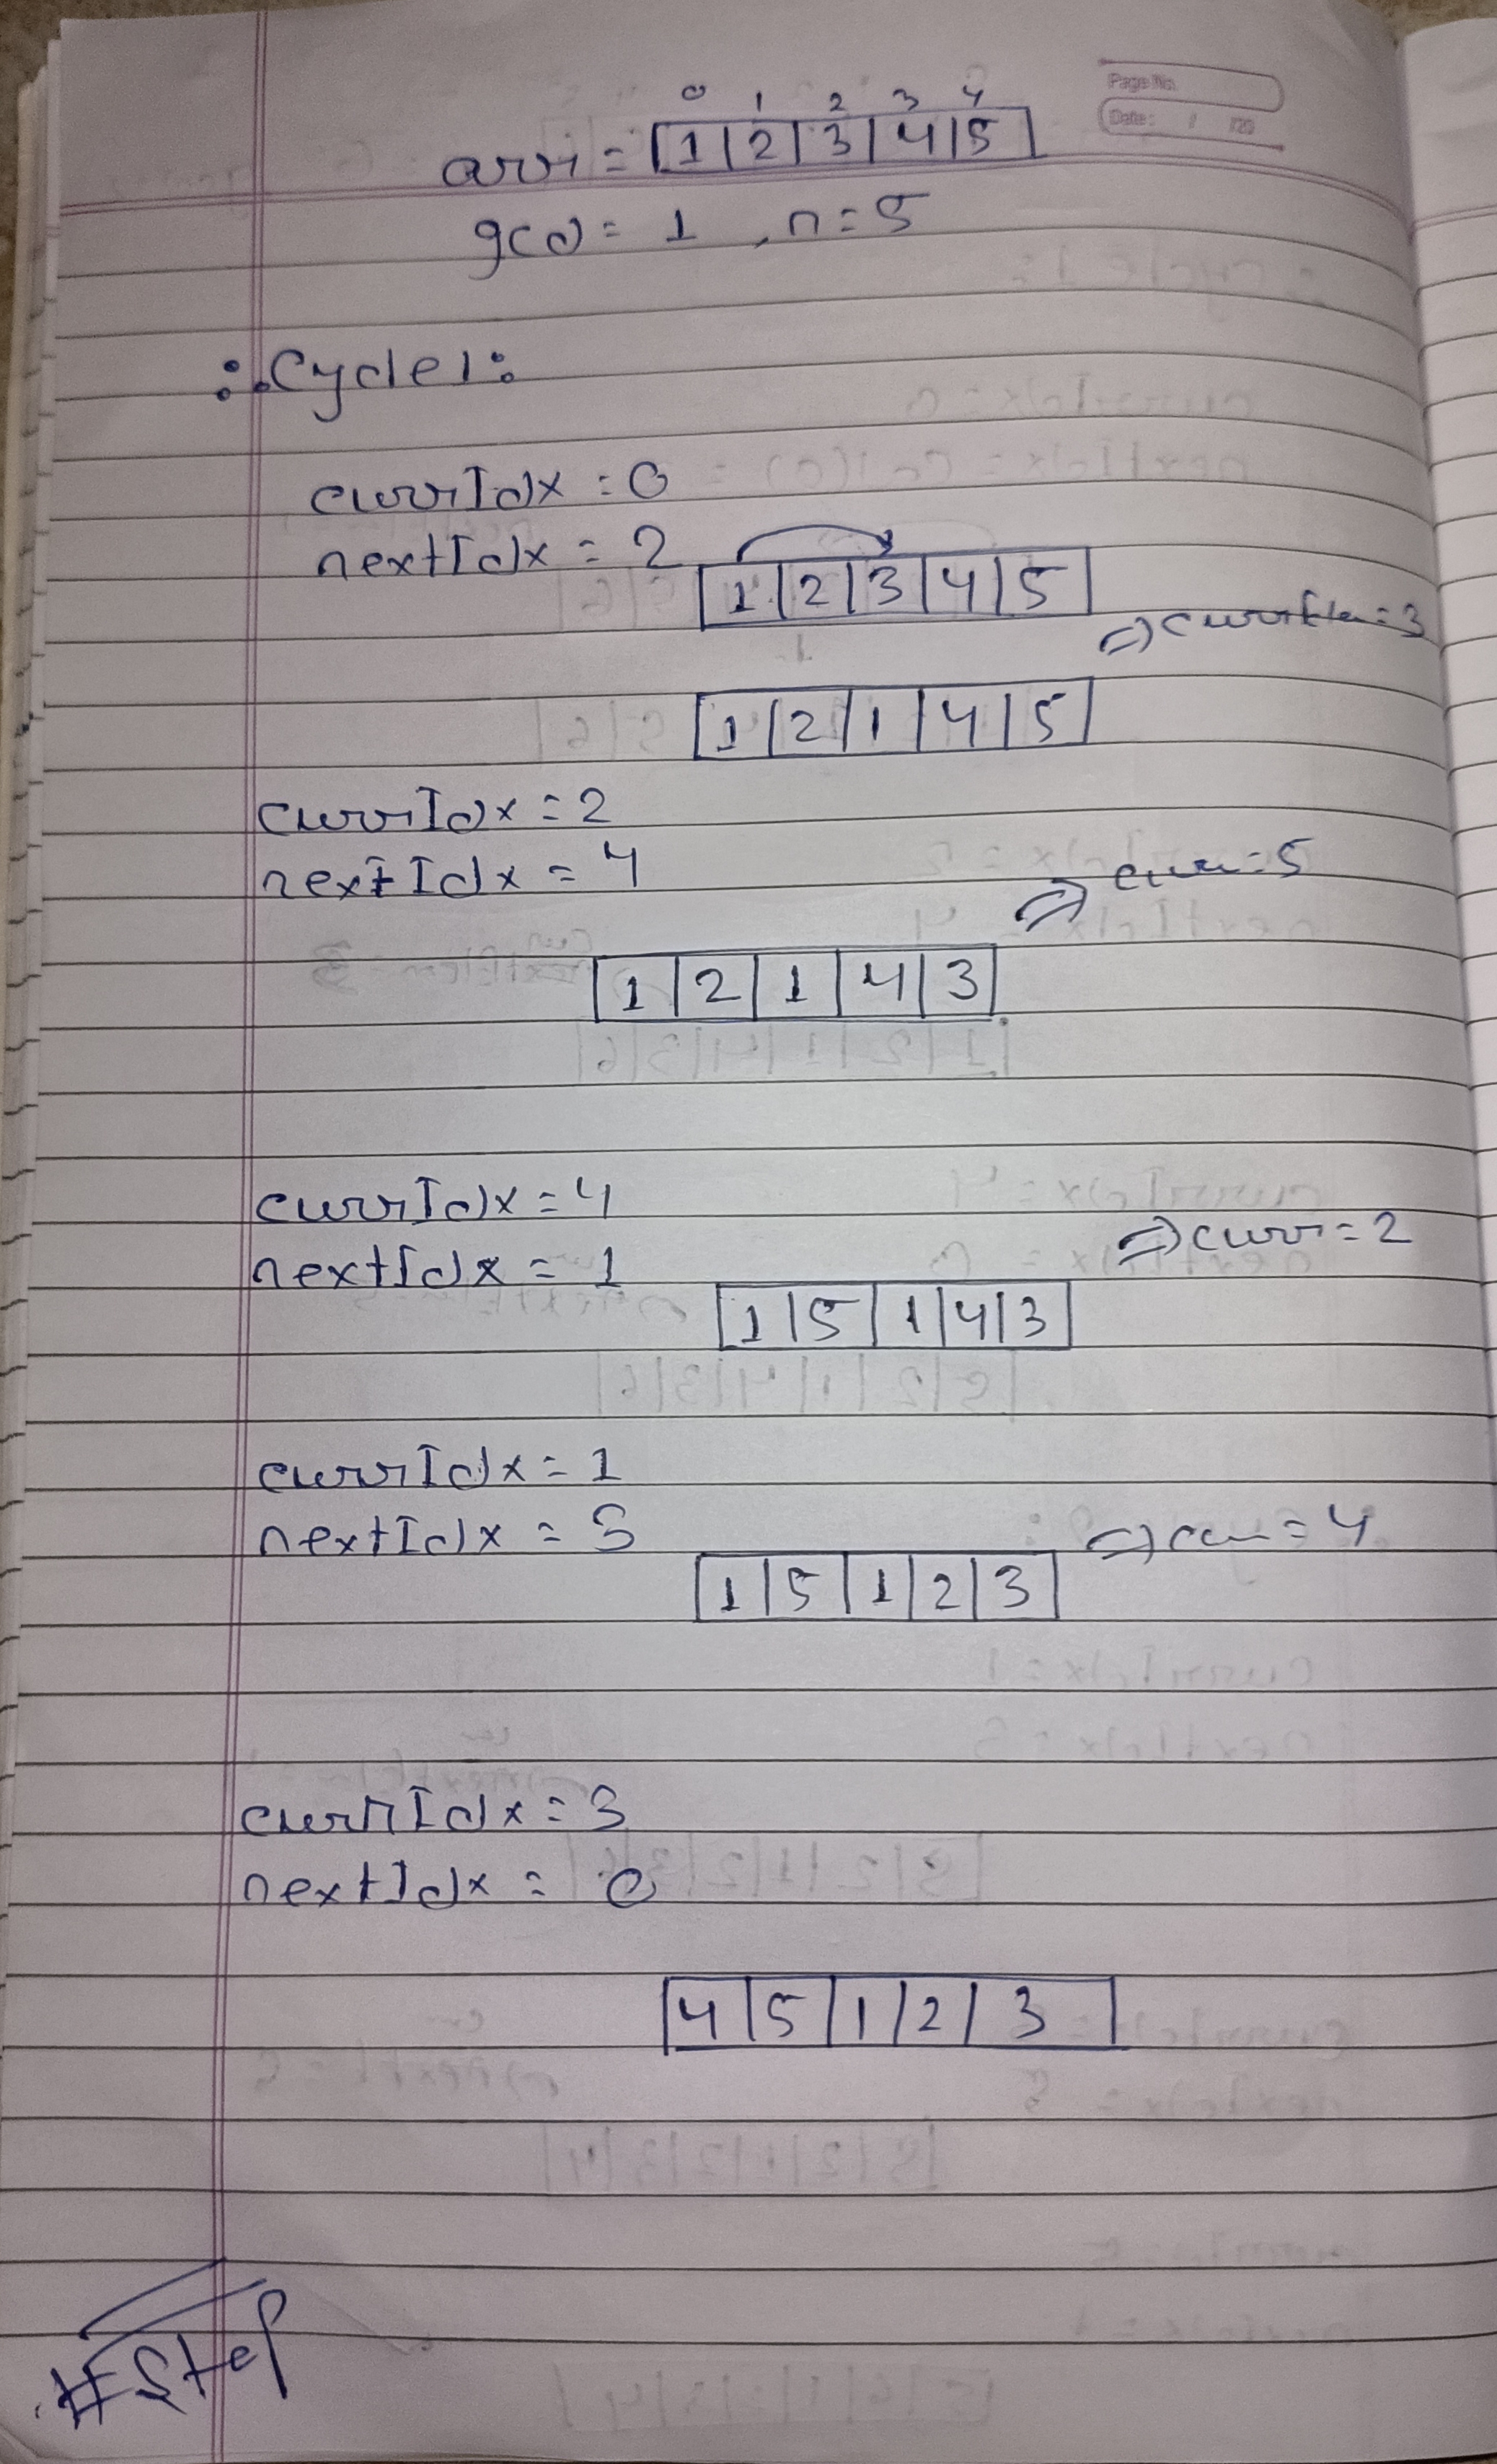 Page No.
Date: / /20
0 1 2 3 4
arr = [1|2|3|4|5]
gcd = 1 , n=5
∴ Cycle1:
currIdx = 0
nextIdx = 2
[1|2|3|4|5]
=> currElem = 3
[1|2|1|4|5]
currIdx = 2
nextIdx = 4
=> curr = 5
[1|2|1|4|3]
currIdx = 4
nextIdx = 1
=> curr = 2
[1|5|1|4|3]
currIdx = 1
nextIdx = 3
=> curr = 4
[1|5|1|2|3]
currIdx = 3
nextIdx = 0
[4|5|1|2|3]
#Step